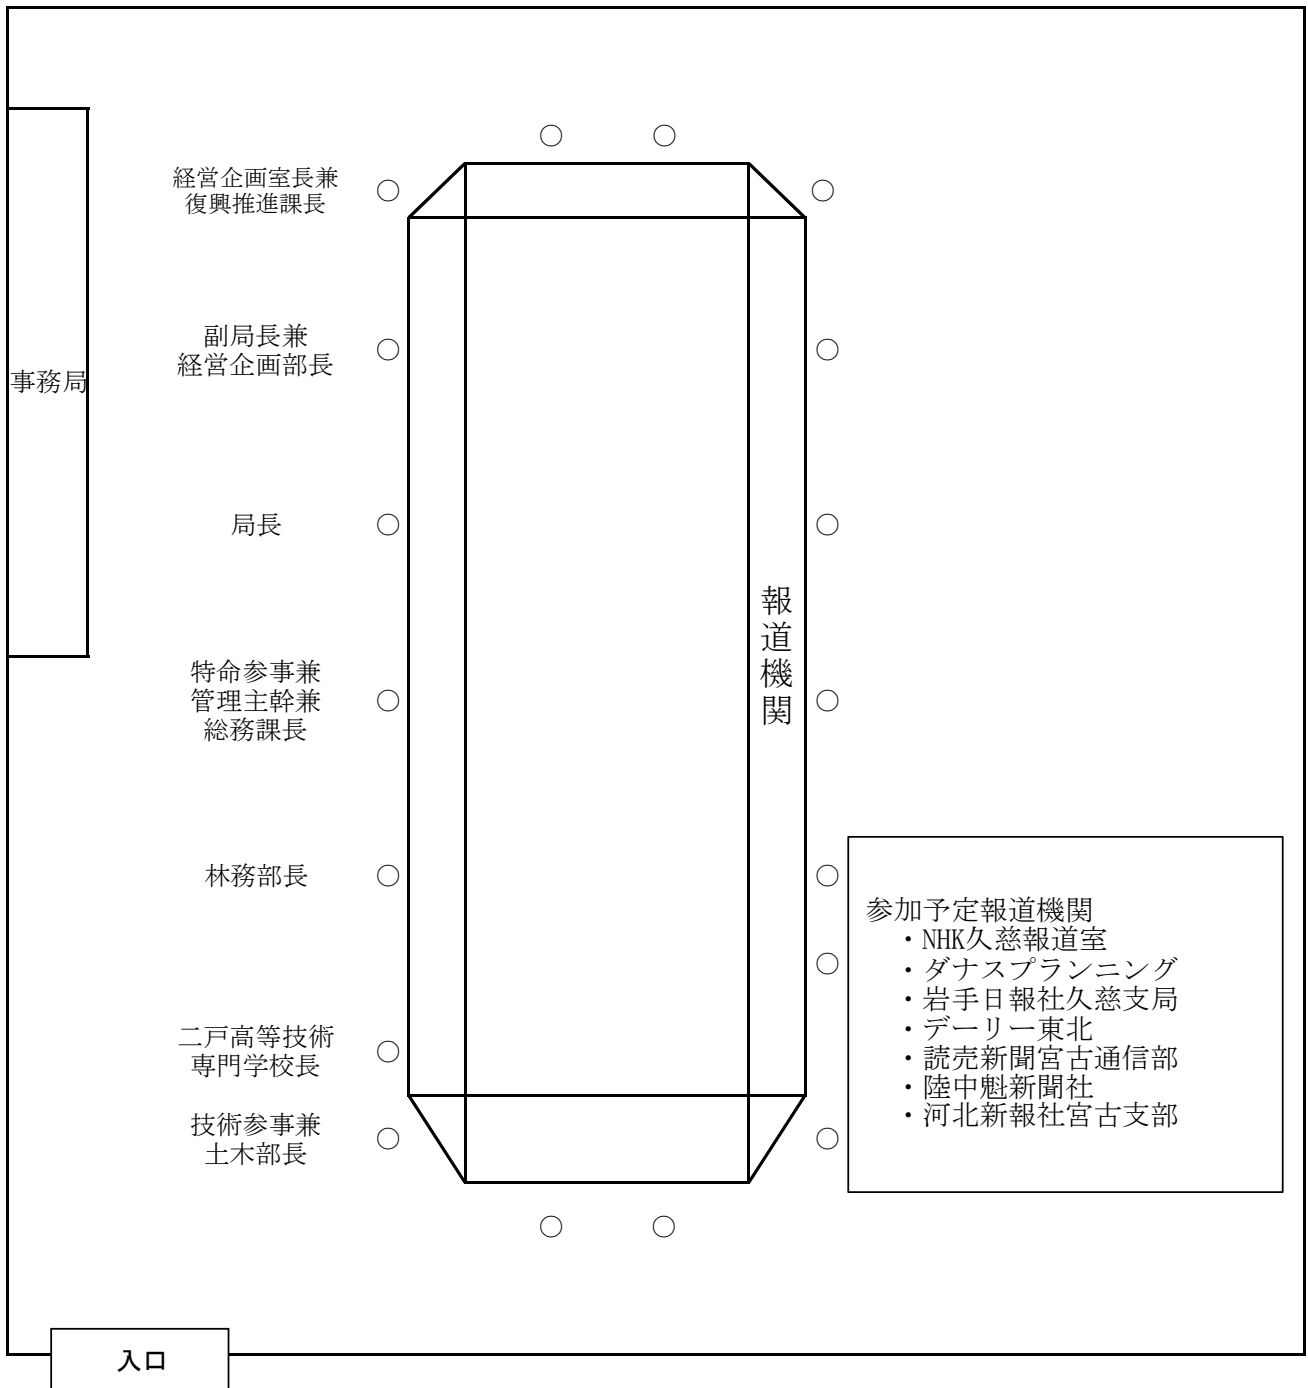 経営企画室長兼
復興推進課長
副局長兼
経営企画部長
事務局
局長
報道機関
特命参事兼
管理主幹兼
総務課長
林務部長
参加予定報道機関
・NHK久慈報道室
・ダナスプランニング
・岩手日報社久慈支局
・デーリー東北
・読売新聞宮古通信部
・陸中魁新聞社
・河北新報社宮古支部
二戸高等技術
専門学校長
技術参事兼
土木部長
入口